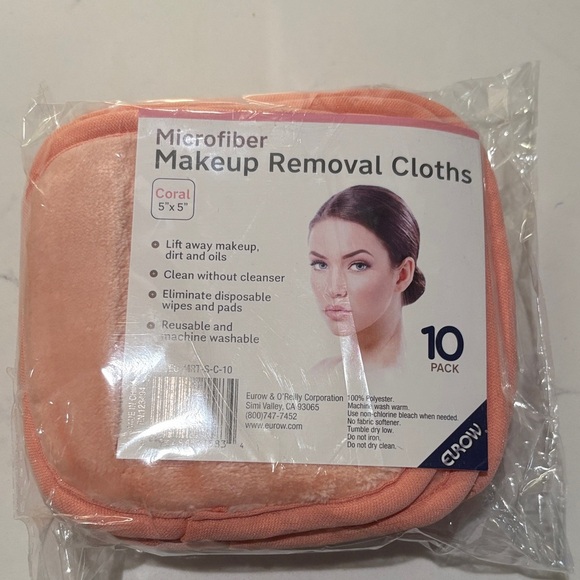 Microfiber
Makeup Removal Cloths
Coral
5"x 5"
Lift away makeup,
dirt and oils
Clean without cleanser
Eliminate disposable
wipes and pads
Reusable and
machine washable
10
PACK
S-C-10
Eurow & O'Reilly Corporation
Simi Valley, CA 93065
(800)747-7452
www.eurow.com
100% Polyester.
Machine wash warm.
Use non-chlorine bleach when needed.
No fabric softener.
Tumble dry low.
Do not iron.
Do not dry clean.
EUROW